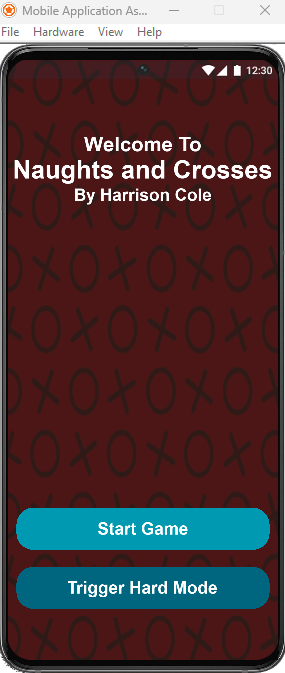 Mobile Application As...
File Hardware View Help
12:30
Welcome To
Naughts and Crosses
By Harrison Cole
Start Game
Trigger Hard Mode